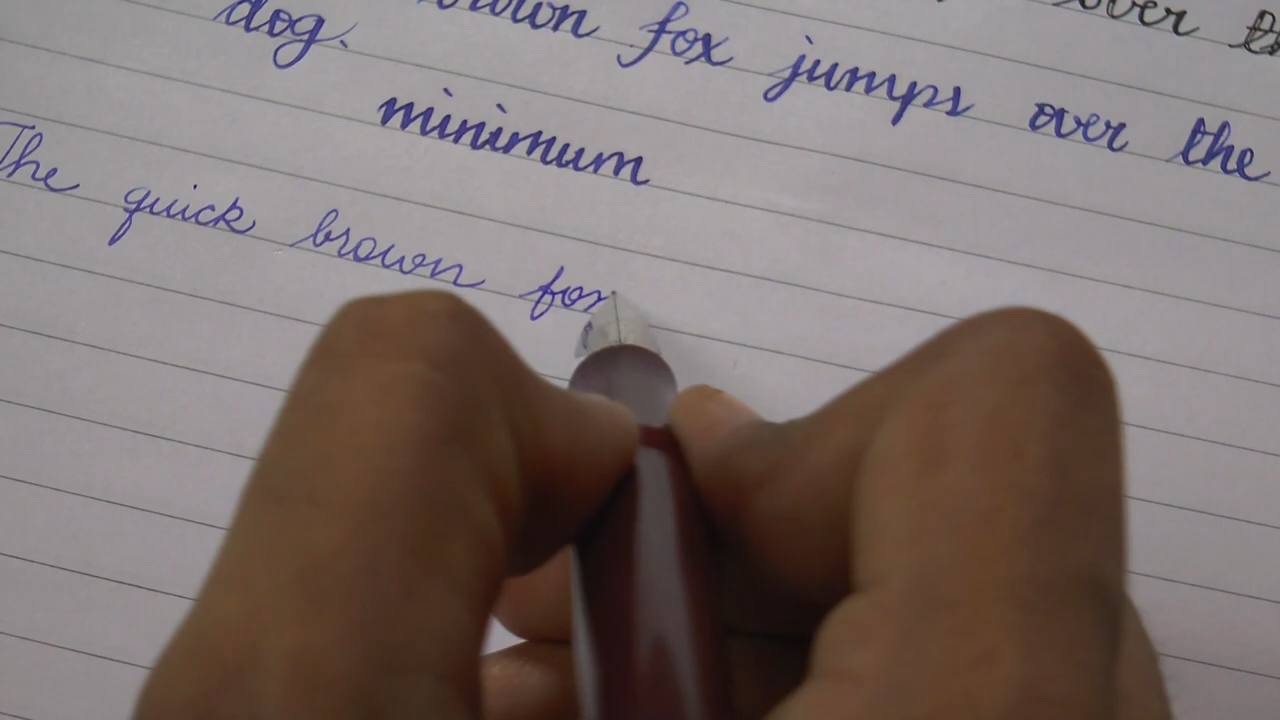 over
fox jumps over the
dog.
minimum
The quick brown fox